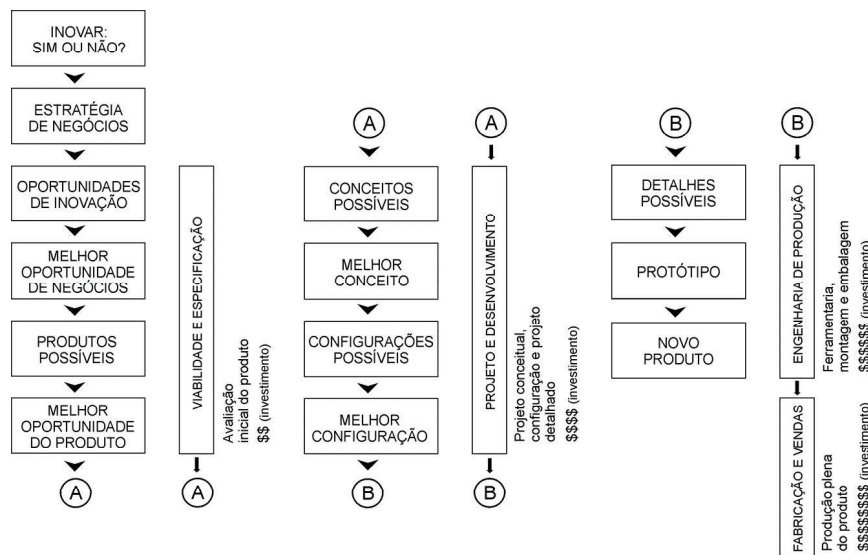 INOVAR:
SIM OU NÃO?
ESTRATÉGIA
DE NEGÓCIOS
OPORTUNIDADES
DE INOVAÇÃO
MELHOR
OPORTUNIDADE
DE NEGÓCIOS
PRODUTOS
POSSÍVEIS
MELHOR
OPORTUNIDADE
DO PRODUTO
A
VIABILIDADE E ESPECIFICAÇÃO
Avaliação
inicial do produto
$$ (investimento)
A
A
CONCEITOS
POSSÍVEIS
MELHOR
CONCEITO
CONFIGURAÇÕES
POSSÍVEIS
MELHOR
CONFIGURAÇÃO
B
A
PROJETO E DESENVOLVIMENTO
Projeto conceitual,
configuração e projeto
detalhado
$$$$ (investimento)
B
B
DETALHES
POSSÍVEIS
PROTÓTIPO
NOVO
PRODUTO
B
ENGENHARIA DE PRODUÇÃO
Ferramentaria,
montagem e embalagem
$$$$$$ (investimento)
FABRICAÇÃO E VENDAS
Produção plena
do produto
$$$$$$$$ (investimento)